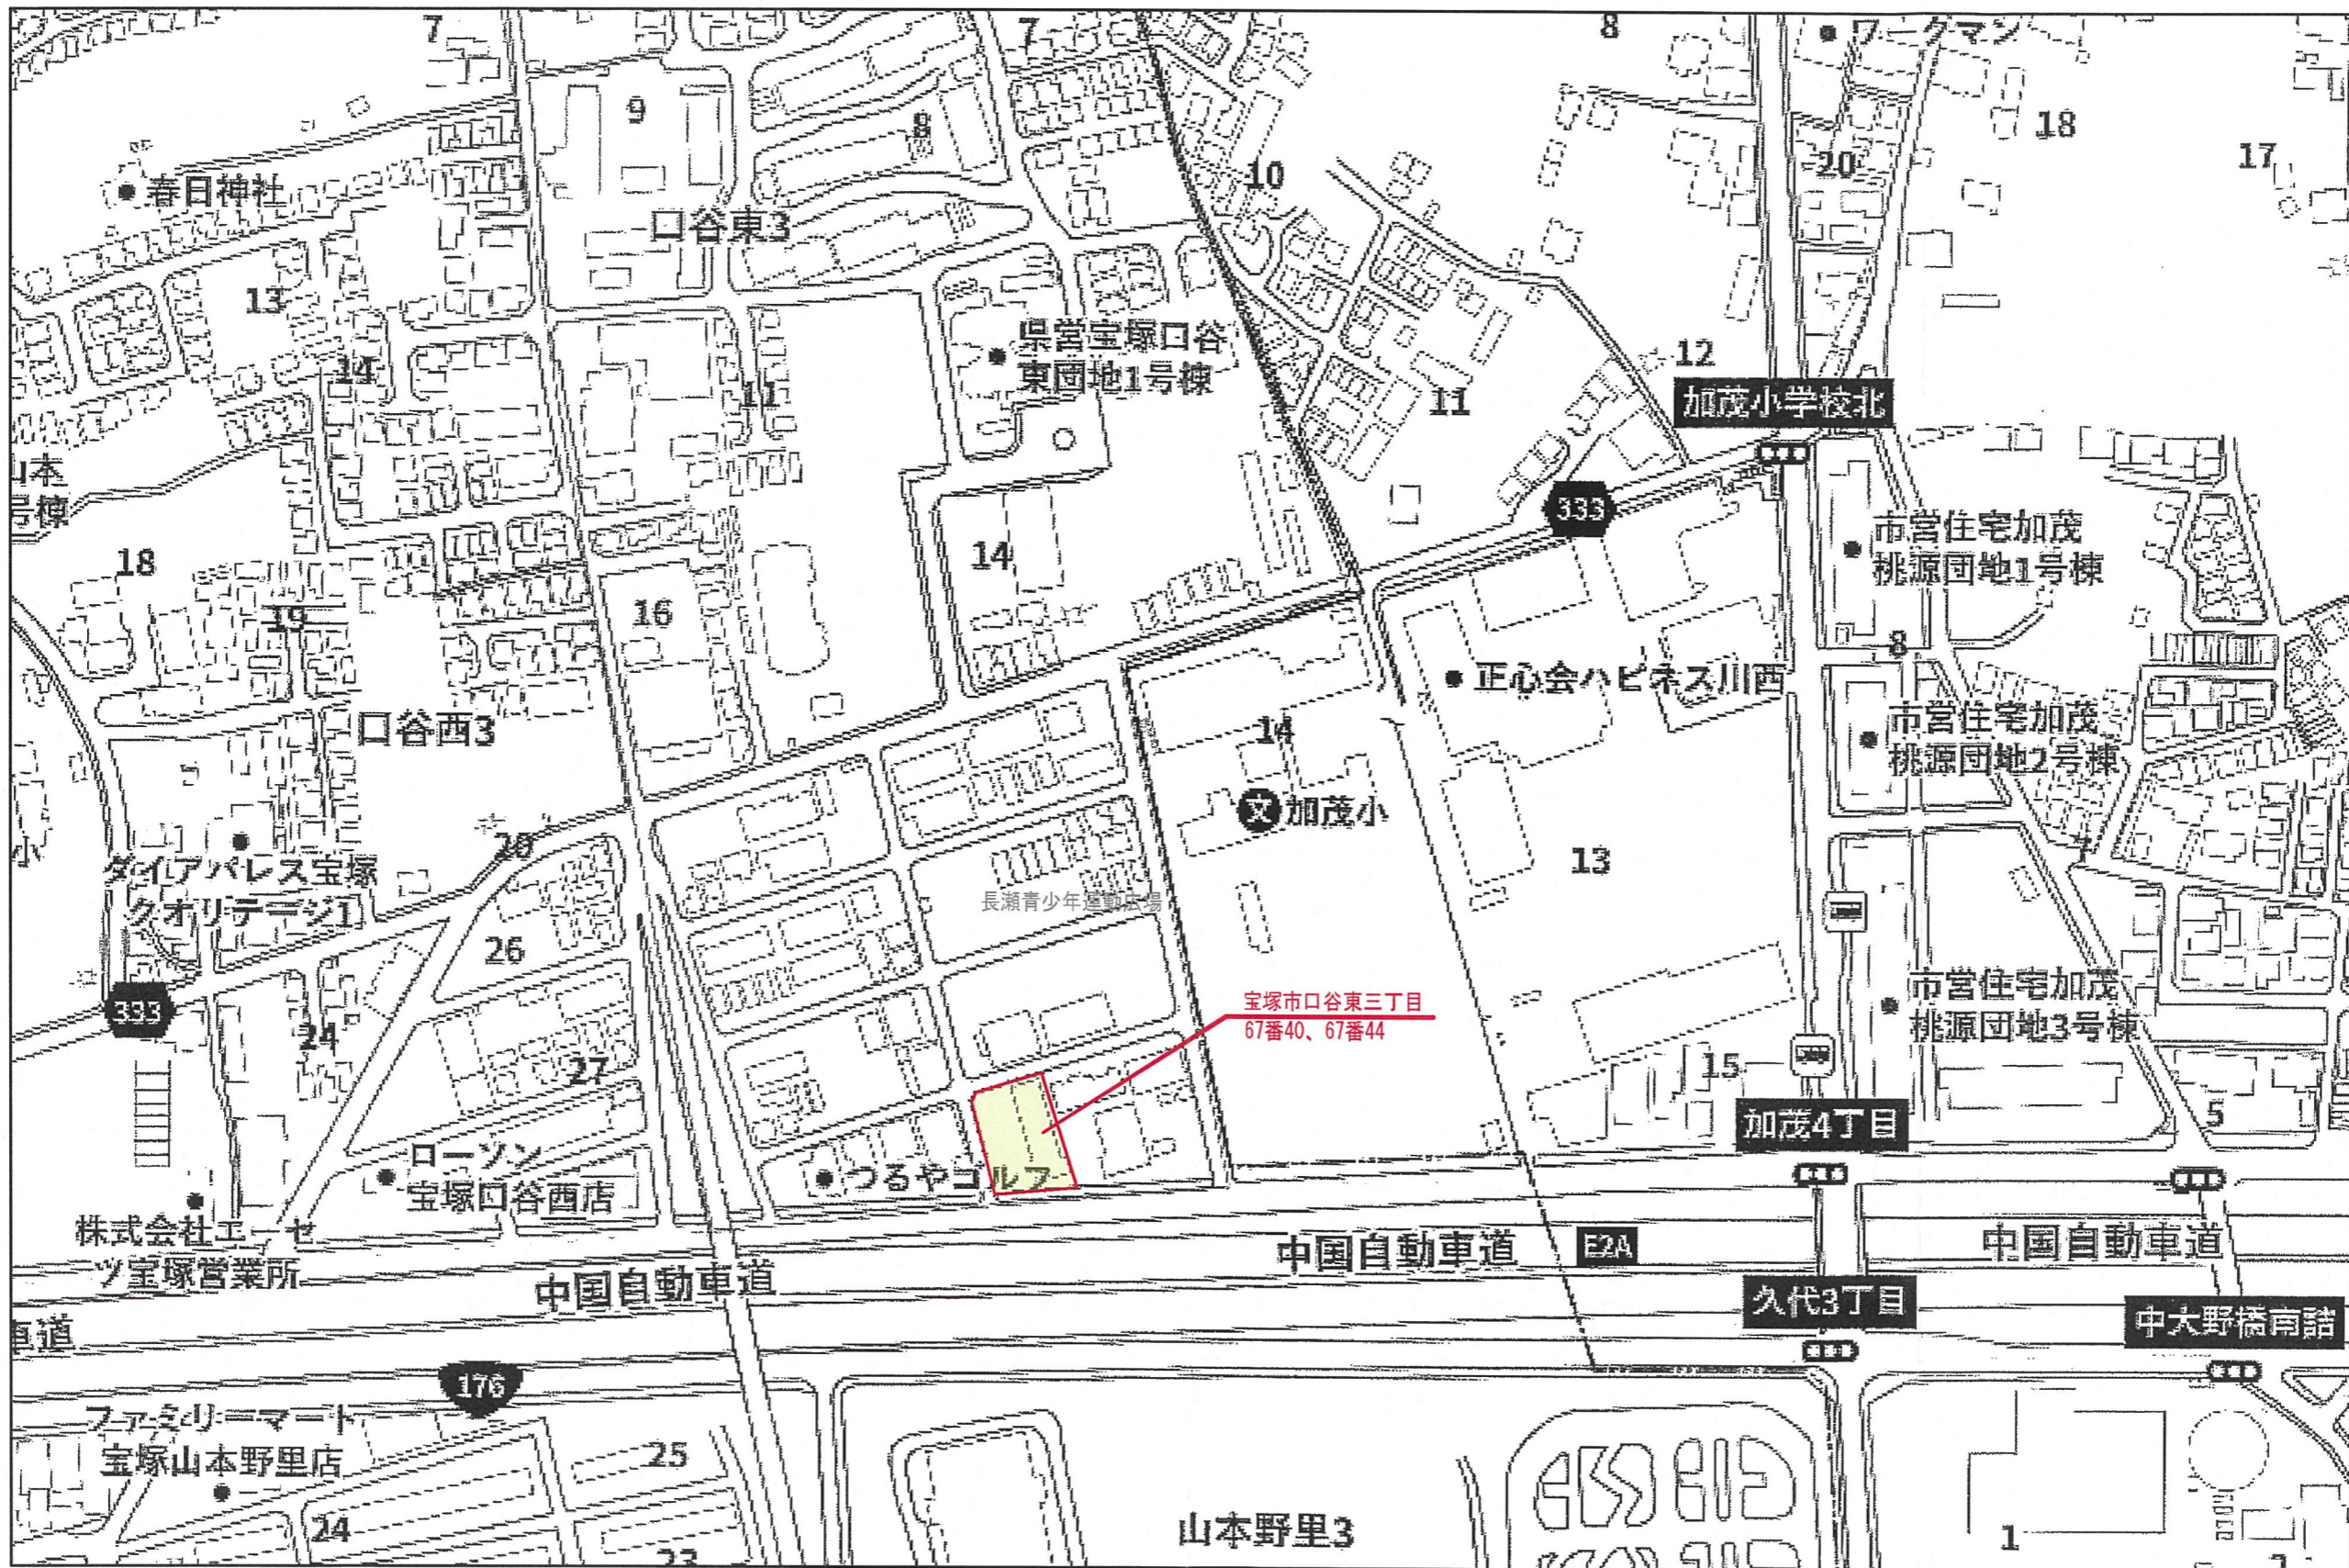 7
7
8
ワークマン
9
8
18
17
20
10
春日神社
口谷東3
13
県営宝塚口谷
東団地1号棟
12
14
11
11
加茂小学校北
山本
号棟
333
市営住宅加茂
桃源団地1号棟
18
14
19
16
8
正心会ハピネス川西
口谷西3
14
市営住宅加茂
桃源団地2号棟
文
加茂小
小
20
7
ダイアパレス宝塚
クオリテージ1
13
長瀬青少年運動広場
26
市営住宅加茂
桃源団地3号棟
333
24
宝塚市口谷東三丁目
67番40、67番44
27
15
加茂4丁目
5
ローソン
宝塚口谷西店
つるやゴルフ
株式会社エーゼ
ツ宝塚営業所
中国自動車道
中国自動車道
E2A
中国自動車道
久代3丁目
車道
中大野橋南詰
176
ファミリーマート
宝塚山本野里店
25
24
山本野里3
1
23